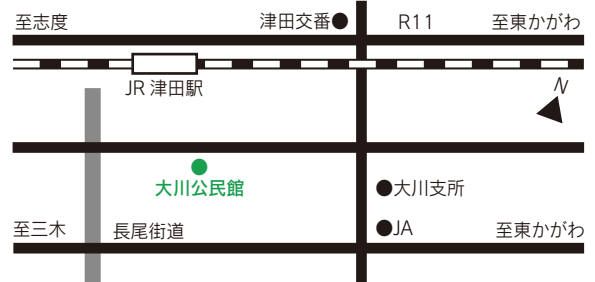 至志度
津田交番
R11
至東かがわ
JR 津田駅
N
大川公民館
大川支所
至三木
長尾街道
JA
至東かがわ